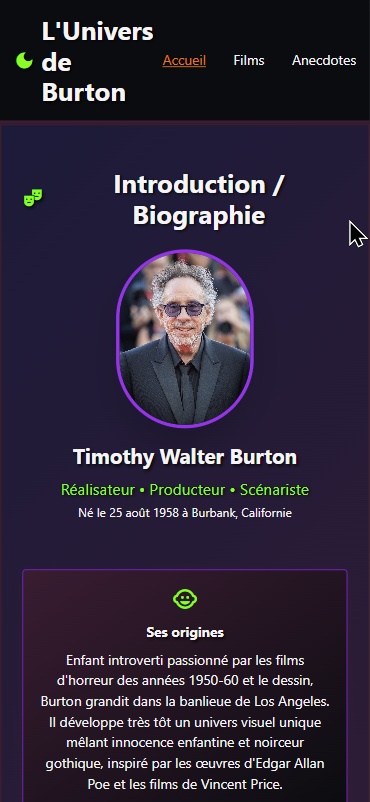 L'Univers
de
Burton
Accueil
Films
Anecdotes
Introduction /
Biographie
Timothy Walter Burton
Réalisateur • Producteur • Scénariste
Né le 25 août 1958 à Burbank, Californie
Ses origines
Enfant introverti passionné par les films
d'horreur des années 1950-60 et le dessin,
Burton grandit dans la banlieue de Los Angeles.
Il développe très tôt un univers visuel unique
mêlant innocence enfantine et noirceur
gothique, inspiré par les œuvres d'Edgar Allan
Poe et les films de Vincent Price.